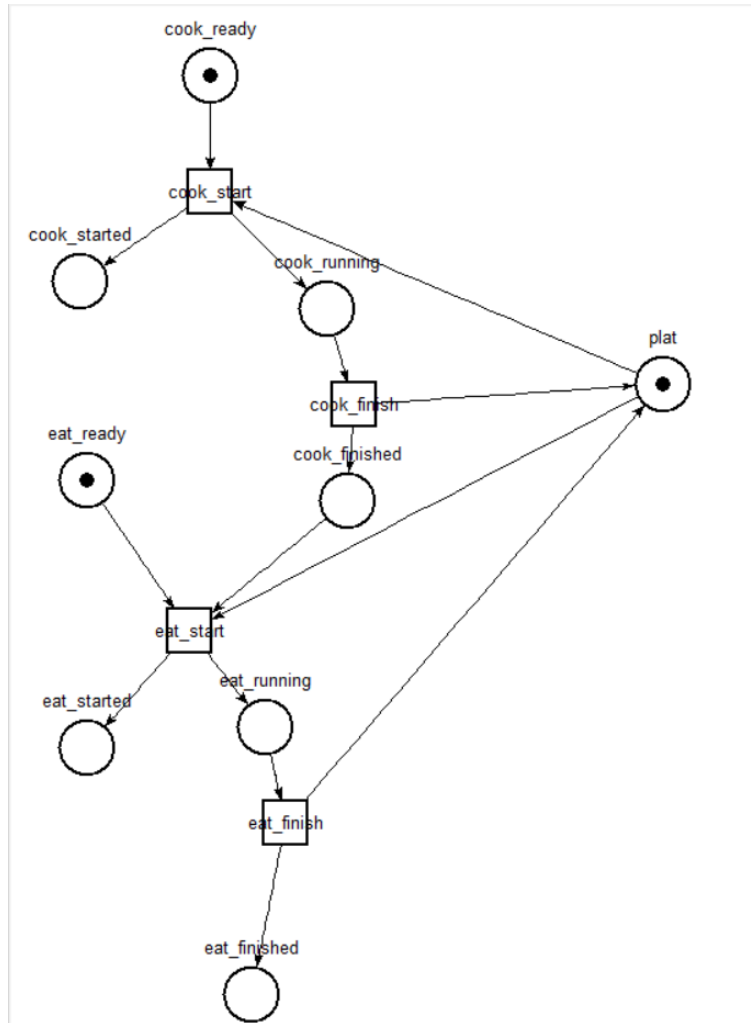 cook_ready
cook_start
cook_started
cook_running
plat
cook_finish
eat_ready
cook_finished
eat_start
eat_running
eat_started
eat_finish
eat_finished